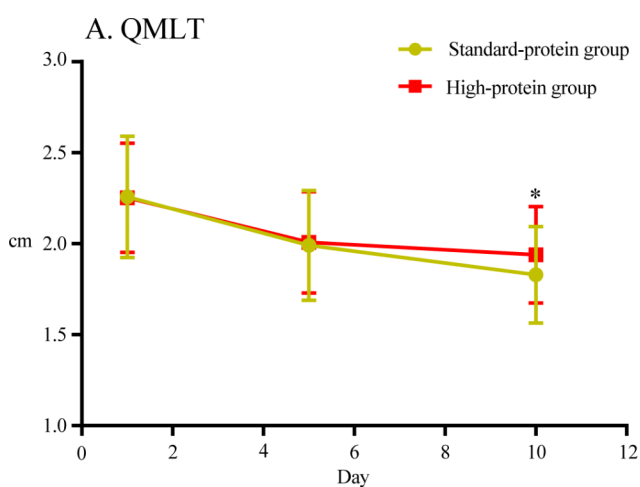 A. QMLT
Standard-protein group
High-protein group
3.0
2.5
2.0
1.5
1.0
cm
*
0 2 4 6 8 10 12
Day